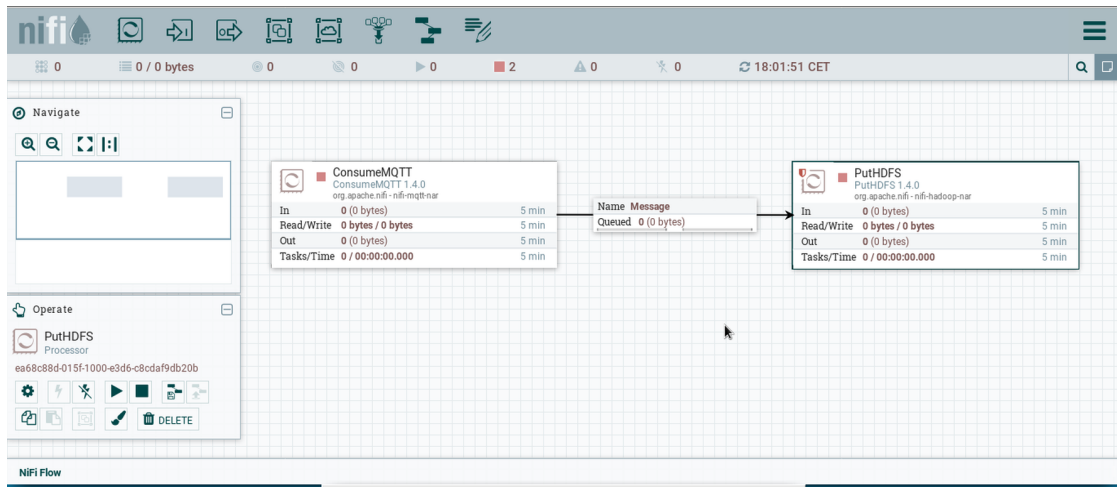 nifi
0 0 / 0 bytes 0 0 0 2 0 0 18:01:51 CET
Navigate
ConsumeMQTT
ConsumeMQTT 1.4.0
org.apache.nifi - nifi-mqtt-nar
In 0 (0 bytes) 5 min
Read/Write 0 bytes / 0 bytes 5 min
Out 0 (0 bytes) 5 min
Tasks/Time 0 / 00:00:00.000 5 min
Name Message
Queued 0 (0 bytes)
PutHDFS
PutHDFS 1.4.0
org.apache.nifi - nifi-hadoop-nar
In 0 (0 bytes) 5 min
Read/Write 0 bytes / 0 bytes 5 min
Out 0 (0 bytes) 5 min
Tasks/Time 0 / 00:00:00.000 5 min
Operate
PutHDFS
Processor
ea68c88d-015f-1000-e3d6-c8cdaf9db20b
DELETE
NiFi Flow